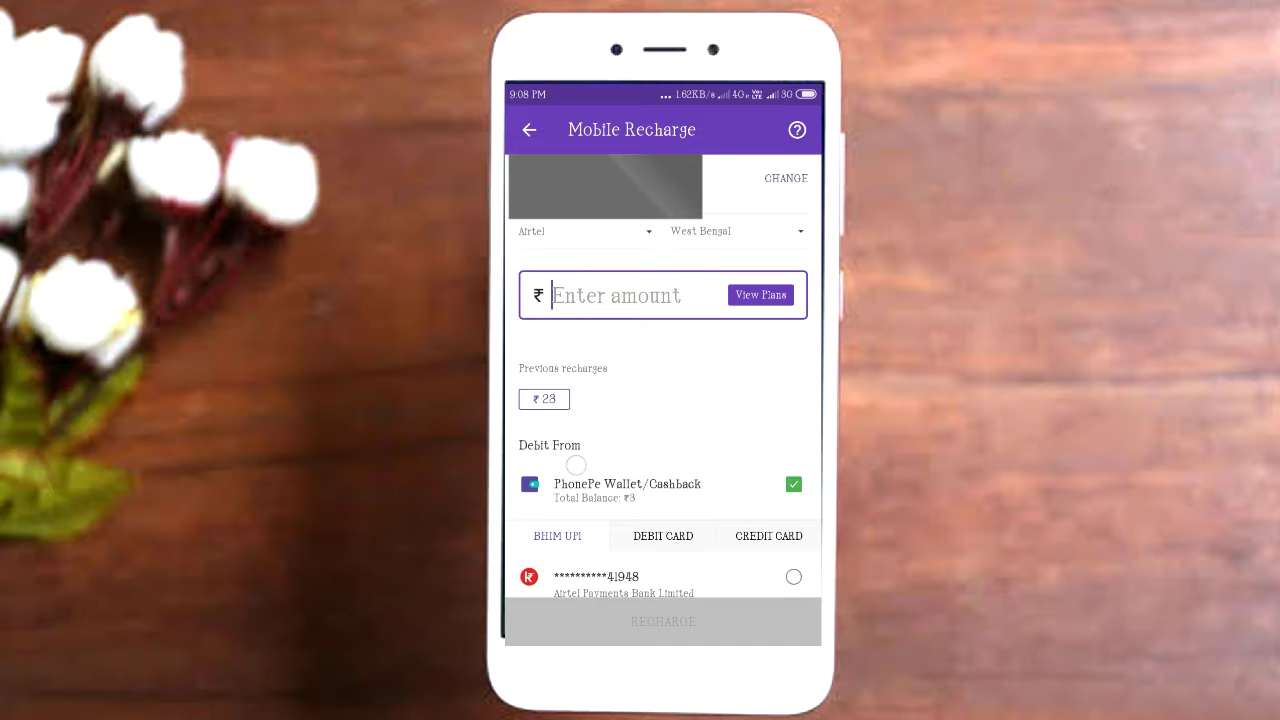 9:08 PM ... 1.62KB/s 4G H VoLTE 3G
Mobile Recharge
CHANGE
Airtel West Bengal
₹ Enter amount View Plans
Previous recharges
₹ 23
Debit From
PhonePe Wallet/Cashback
Total Balance: ₹3
BHIM UPI DEBIT CARD CREDIT CARD
**********41948
Airtel Payments Bank Limited
RECHARGE